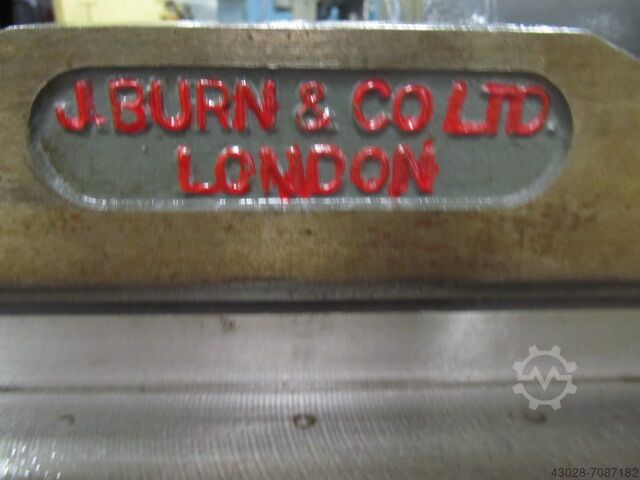 J. BURN & CO LTD
LONDON
43028-7087182